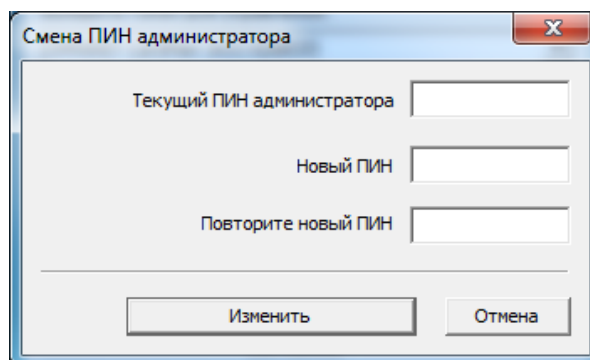 Смена ПИН администратора
Текущий ПИН администратора
Новый ПИН
Повторите новый ПИН
Изменить
Отмена